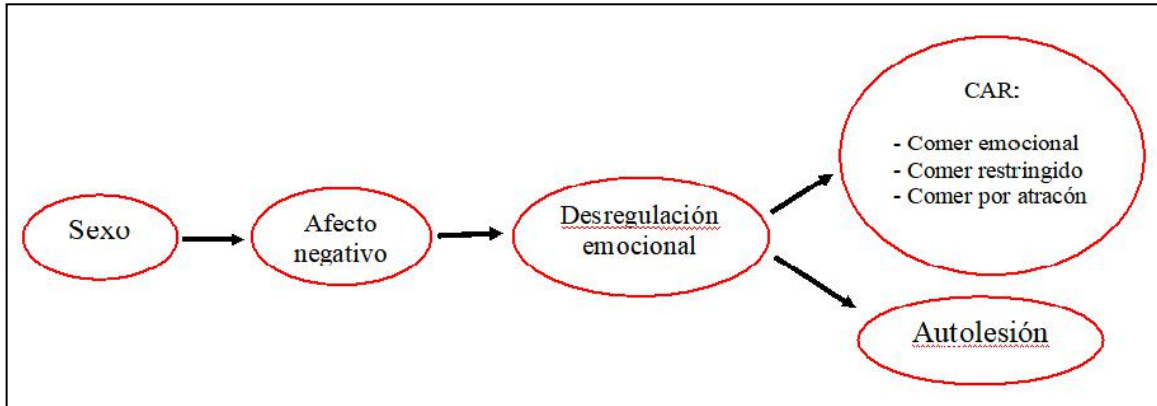 Sexo
Afecto
negativo
Desregulación
emocional
CAR:
- Comer emocional
- Comer restringido
- Comer por atracón
Autolesión